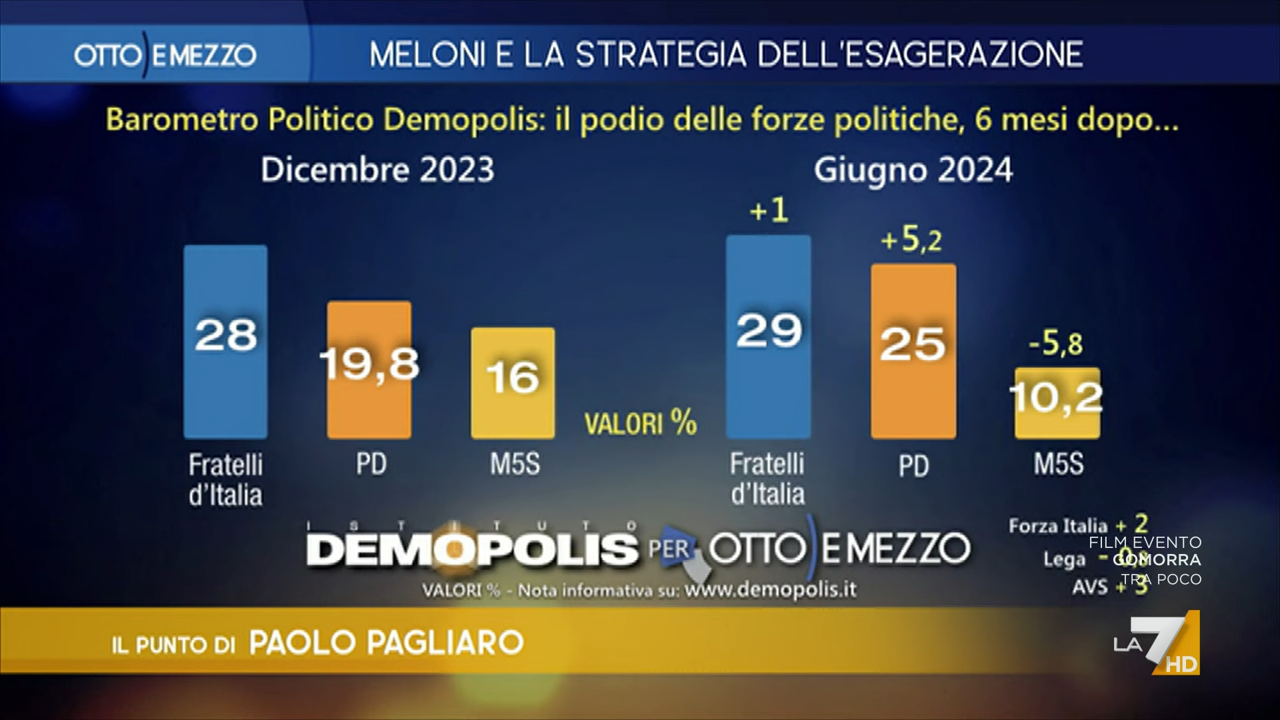 OTTO E MEZZO
MELONI E LA STRATEGIA DELL'ESAGERAZIONE
Barometro Politico Demopolis: il podio delle forze politiche, 6 mesi dopo...
Dicembre 2023
Giugno 2024
28
19,8
16
+1
29
+5,2
25
-5,8
10,2
VALORI %
Fratelli
d'Italia
PD
M5S
Fratelli
d'Italia
PD
M5S
Forza Italia + 2
Lega -
AVS + 3
FILM EVENTO
GOMORRA
TRA POCO
ISTITUTO
DEMOPOLIS PER OTTO E MEZZO
VALORI % - Nota informativa su: www.demopolis.it
IL PUNTO DI PAOLO PAGLIARO
LA 7 HD